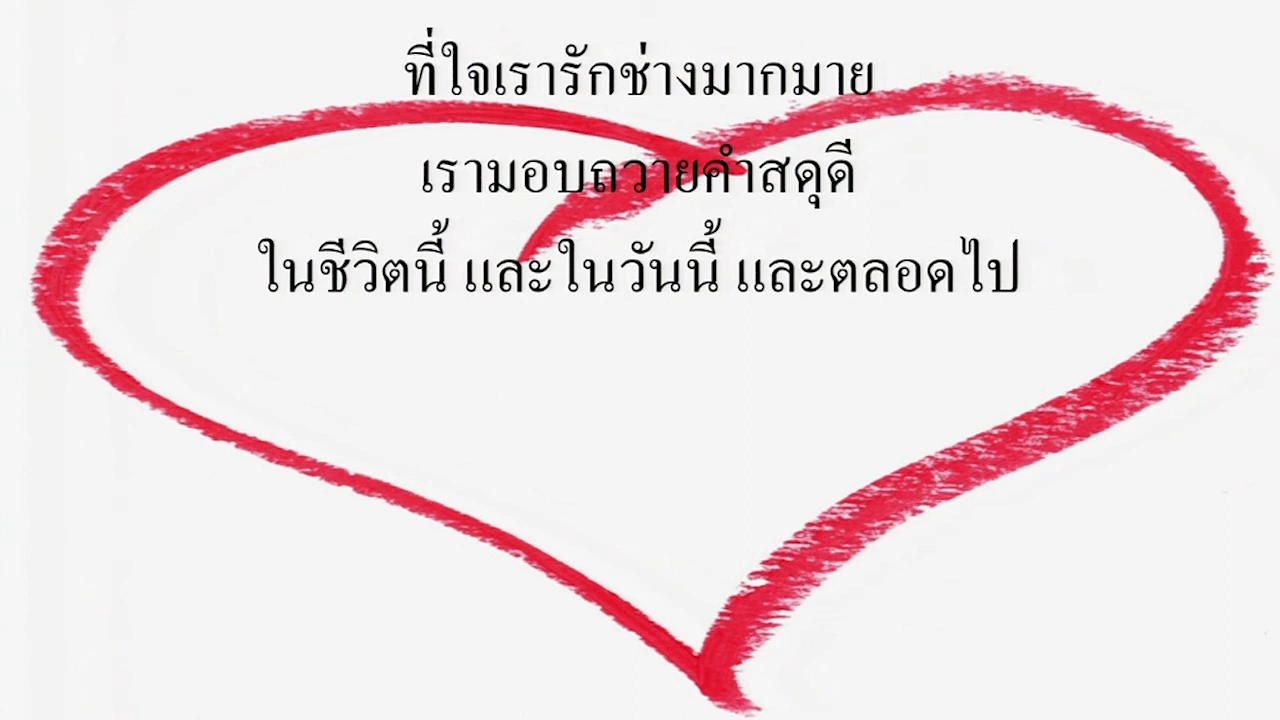 ที่ใจเรารักช่างมากมาย
เรามอบถวายคำสดุดี
ในชีวิตนี้ และในวันนี้ และตลอดไป